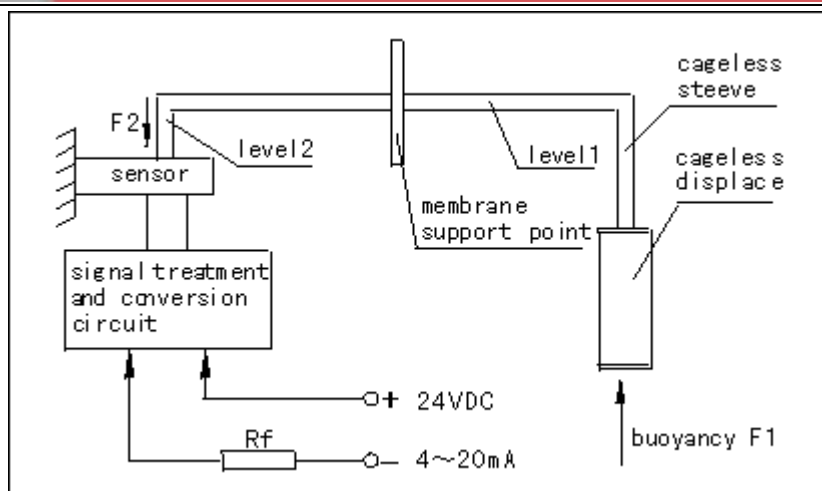 cageless
steeve
F2
level2
level1
cageless
displace
sensor
membrane
support point
signal treatment
and conversion
circuit
+ 24VDC
Rf
buoyancy F1
− 4～20mA